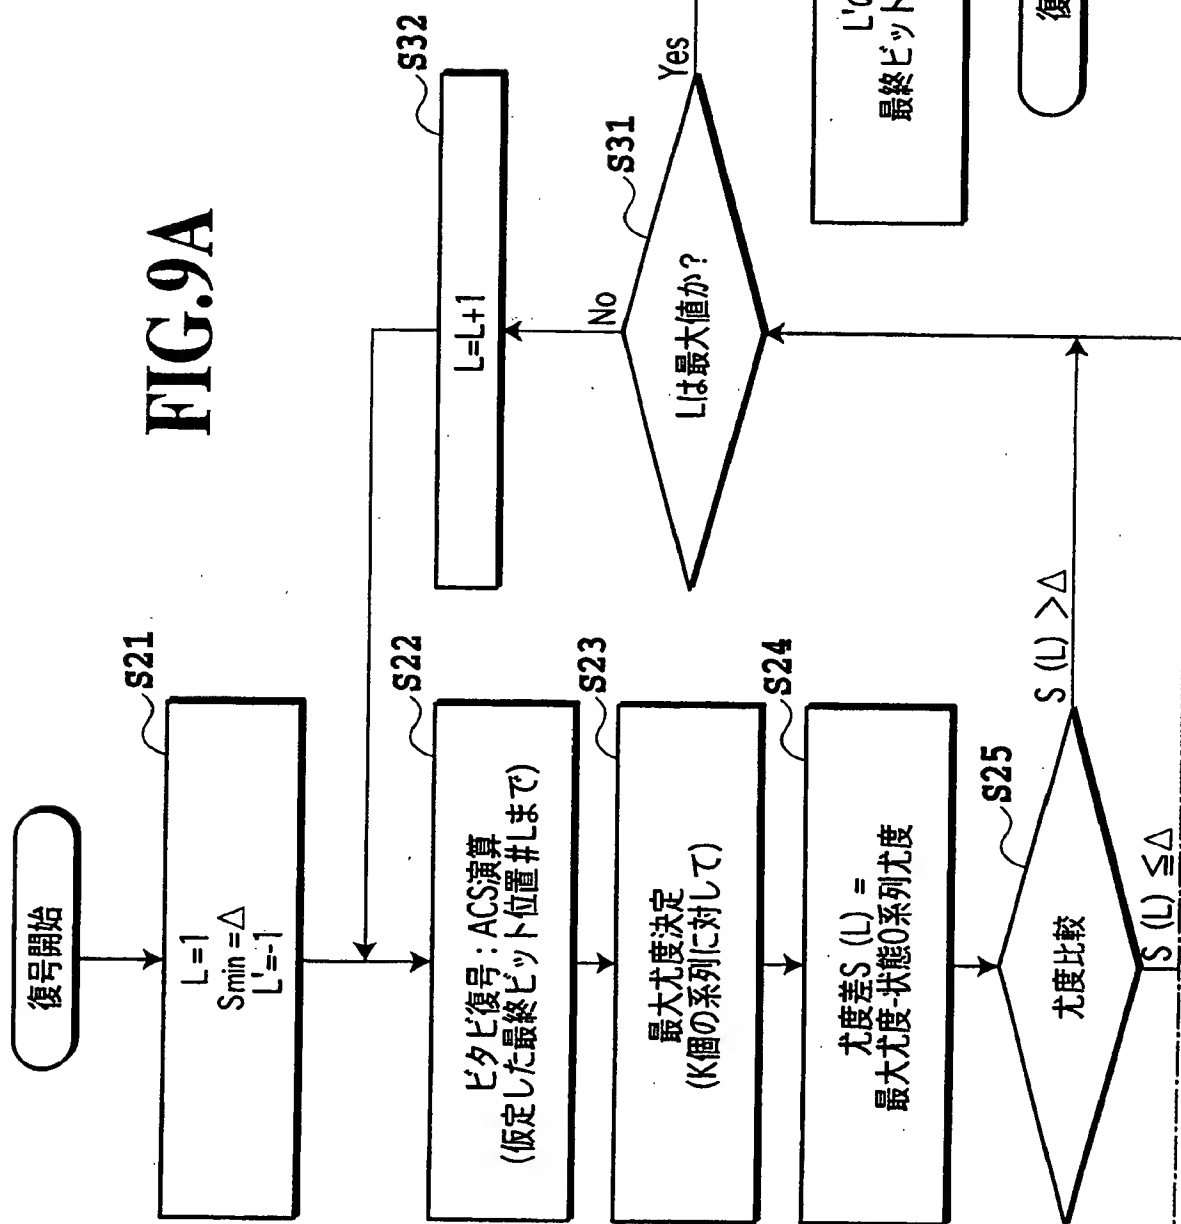 FIG.9A
復号開始
S21
L=1
Smin=△
L'=-1
S22
ビタビ復号:ACS演算
(仮定した最終ビット位置#Lまで)
S23
最大尤度決定
(K個の系列に対して)
S24
尤度差S (L) =
最大尤度-状態0系列尤度
S25
尤度比較
S (L) >△
S (L) ≦△
S32
L=L+1
S31
Lは最大値か?
No
Yes
L'の
最終ビット
復